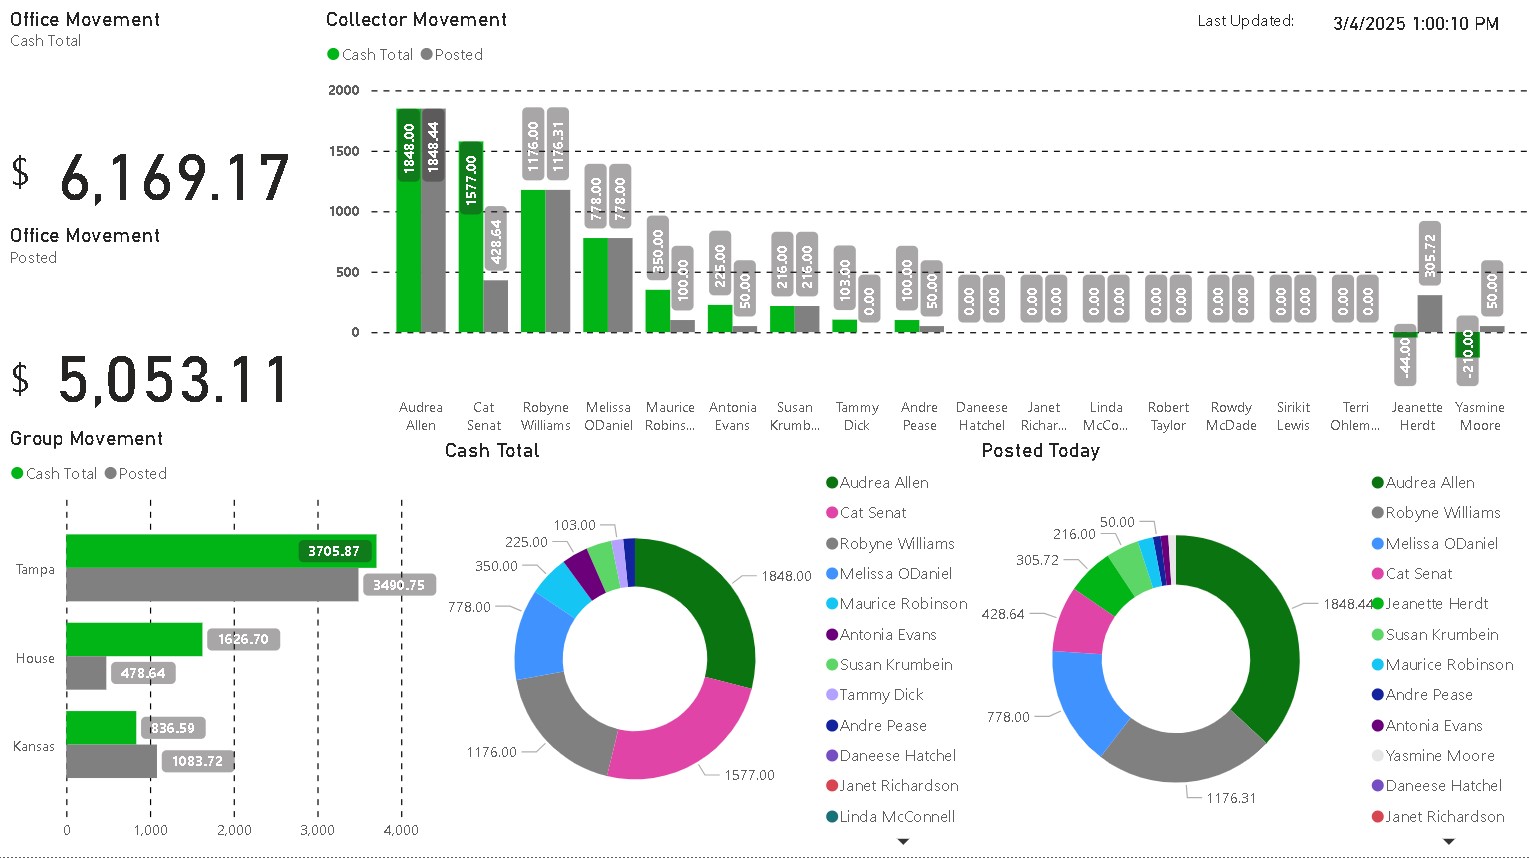 Office Movement
Cash Total
$ 6,169.17
Office Movement
Posted
$ 5,053.11
Collector Movement
Last Updated: 3/4/2025 1:00:10 PM
Cash Total Posted
2000
1500
1000
500
0
1848.00 1848.44 1577.00 428.64 1176.00 1176.31 778.00 778.00 350.00 100.00 225.00 50.00 216.00 216.00 103.00 0.00 100.00 50.00 0.00 0.00 0.00 0.00 0.00 0.00 0.00 0.00 0.00 0.00 0.00 0.00 0.00 0.00 -44.00 305.72 -210.00 50.00
Audrea Allen
Cat Senat
Robyne Williams
Melissa ODaniel
Maurice Robins...
Antonia Evans
Susan Krumb...
Tammy Dick
Andre Pease
Daneese Hatchel
Janet Richar...
Linda McCo...
Robert Taylor
Rowdy McDade
Sirikit Lewis
Terri Ohlem...
Jeanette Herdt
Yasmine Moore
Group Movement
Cash Total Posted
Tampa
3705.87
3490.75
House
1626.70
478.64
Kansas
836.59
1083.72
0 1,000 2,000 3,000 4,000
Cash Total
103.00
225.00
350.00
778.00
1176.00
1848.00
1577.00
Audrea Allen
Cat Senat
Robyne Williams
Melissa ODaniel
Maurice Robinson
Antonia Evans
Susan Krumbein
Tammy Dick
Andre Pease
Daneese Hatchel
Janet Richardson
Linda McConnell
Posted Today
50.00
216.00
305.72
428.64
778.00
1848.44
1176.31
Audrea Allen
Robyne Williams
Melissa ODaniel
Cat Senat
Jeanette Herdt
Susan Krumbein
Maurice Robinson
Andre Pease
Antonia Evans
Yasmine Moore
Daneese Hatchel
Janet Richardson